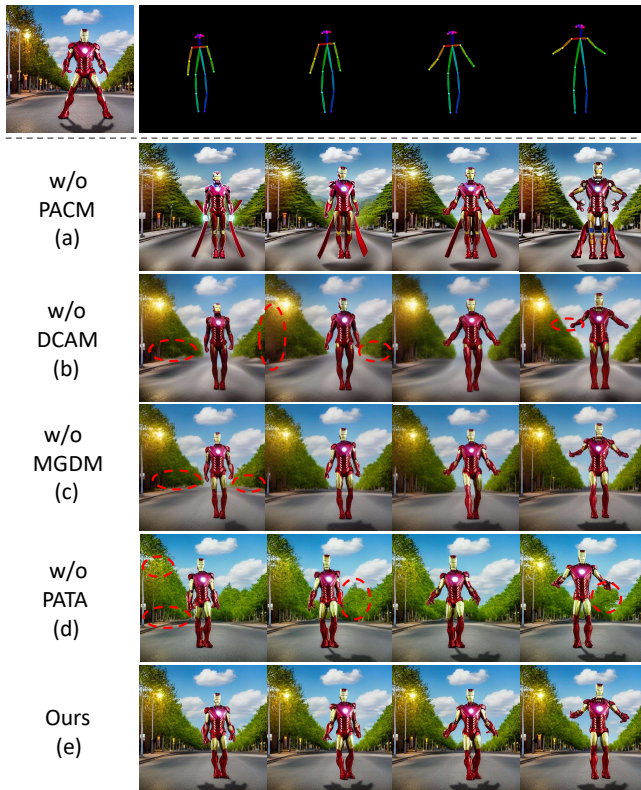 w/o
PACM
(a)
w/o
DCAM
(b)
w/o
MGDM
(c)
w/o
PATA
(d)
Ours
(e)